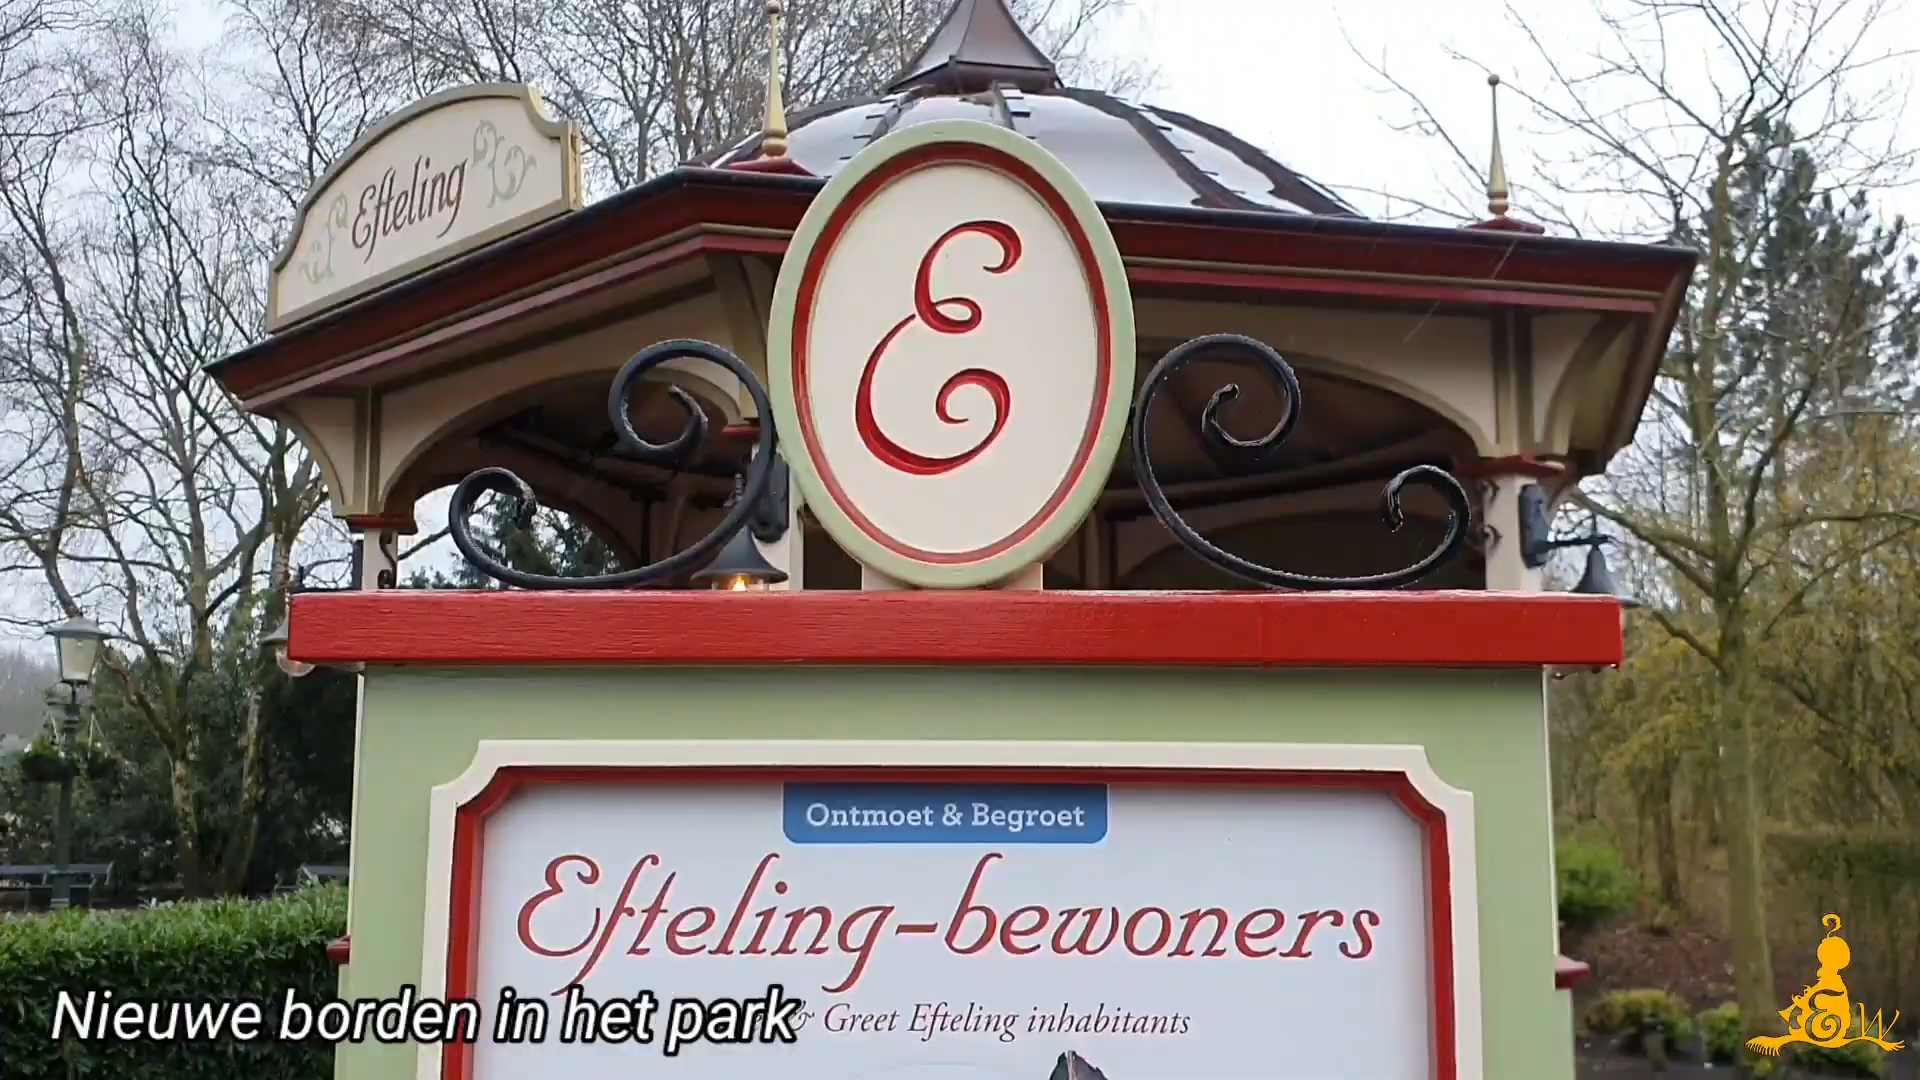 Efteling
E
Ontmoet & Begroet
Efteling-bewoners
& Greet Efteling inhabitants
Nieuwe borden in het park
E W